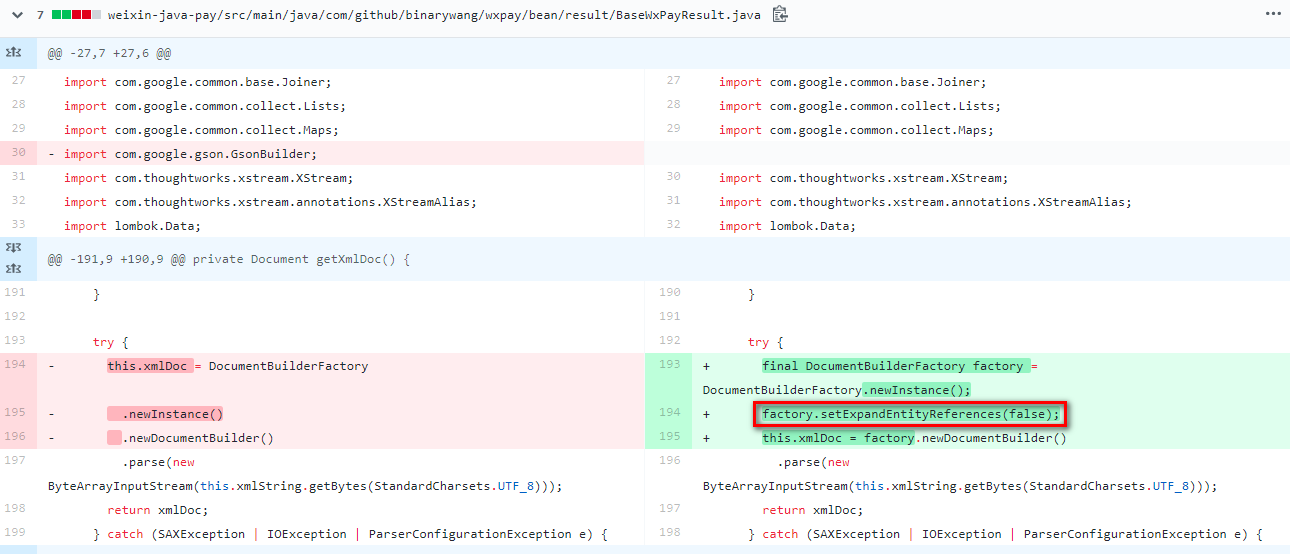 7 weixin-java-pay/src/main/java/com/github/binarywang/wxpay/bean/result/BaseWxPayResult.java
@@ -27,7 +27,6 @@
27 import com.google.common.base.Joiner; 27 import com.google.common.base.Joiner;
28 import com.google.common.collect.Lists; 28 import com.google.common.collect.Lists;
29 import com.google.common.collect.Maps; 29 import com.google.common.collect.Maps;
30 - import com.google.gson.GsonBuilder;
31 import com.thoughtworks.xstream.XStream; 30 import com.thoughtworks.xstream.XStream;
32 import com.thoughtworks.xstream.annotations.XStreamAlias; 31 import com.thoughtworks.xstream.annotations.XStreamAlias;
33 import lombok.Data; 32 import lombok.Data;
@@ -191,9 +190,9 @@ private Document getXmlDoc() {
191 } 190 }
192 191
193 try { 192 try {
194 - this.xmlDoc = DocumentBuilderFactory 193 + final DocumentBuilderFactory factory =
DocumentBuilderFactory.newInstance();
195 - .newInstance() 194 + factory.setExpandEntityReferences(false);
196 - .newDocumentBuilder() 195 + this.xmlDoc = factory.newDocumentBuilder()
197 .parse(new 196 .parse(new
ByteArrayInputStream(this.xmlString.getBytes(StandardCharsets.UTF_8))); ByteArrayInputStream(this.xmlString.getBytes(StandardCharsets.UTF_8)));
198 return xmlDoc; 197 return xmlDoc;
199 } catch (SAXException | IOException | ParserConfigurationException e) { 198 } catch (SAXException | IOException | ParserConfigurationException e) {